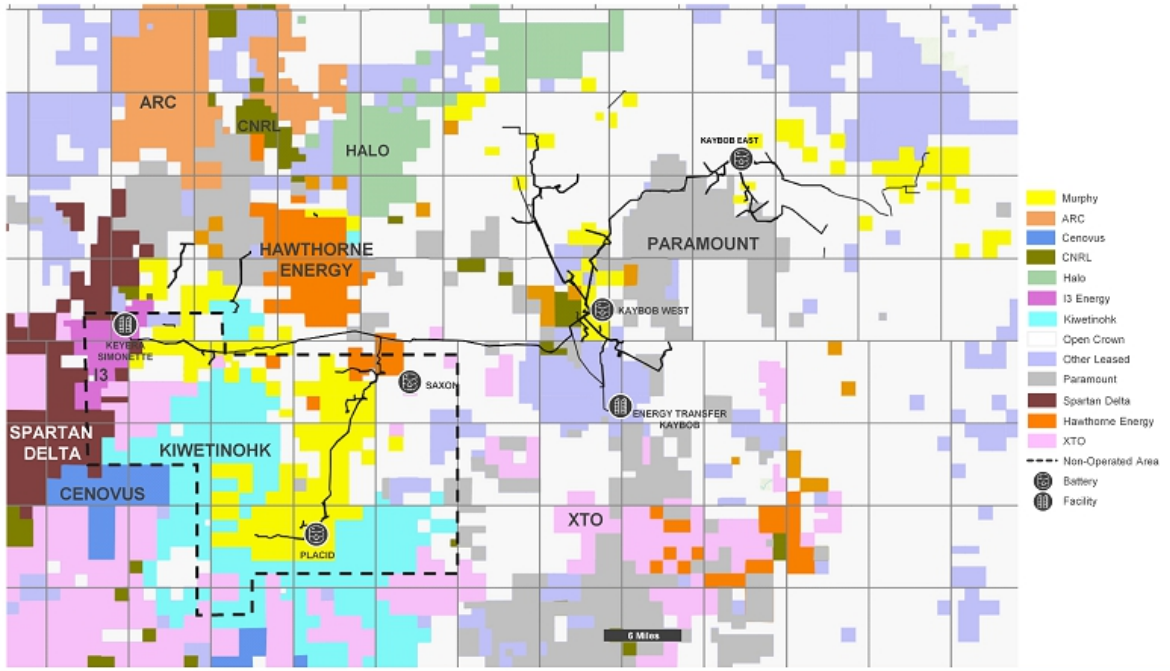 ARC
CNRL
HALO
KAYBOB EAST
HAWTHORNE
ENERGY
PARAMOUNT
KAYBOB WEST
KEYERA
SIMONETTE
I3
SAXON
ENERGY TRANSFER
KAYBOB
SPARTAN
DELTA
KIWETINOHK
CENOVUS
XTO
PLACID
6 Miles
Murphy
ARC
Cenovus
CNRL
Halo
I3 Energy
Kiwetinohk
Open Crown
Other Leased
Paramount
Spartan Delta
Hawthorne Energy
XTO
Non-Operated Area
Battery
Facility